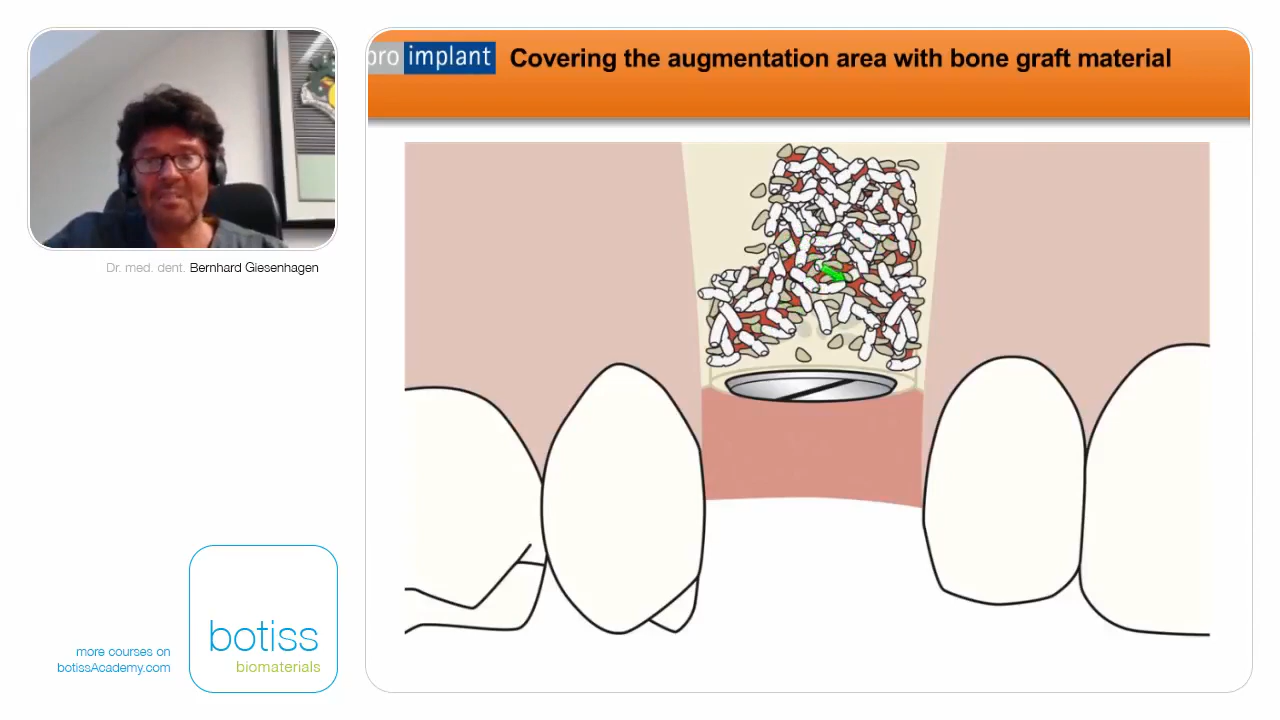 pro implant
Covering the augmentation area with bone graft material
Dr. med. dent. Bernhard Giesenhagen
botiss
biomaterials
more courses on
botissAcademy.com